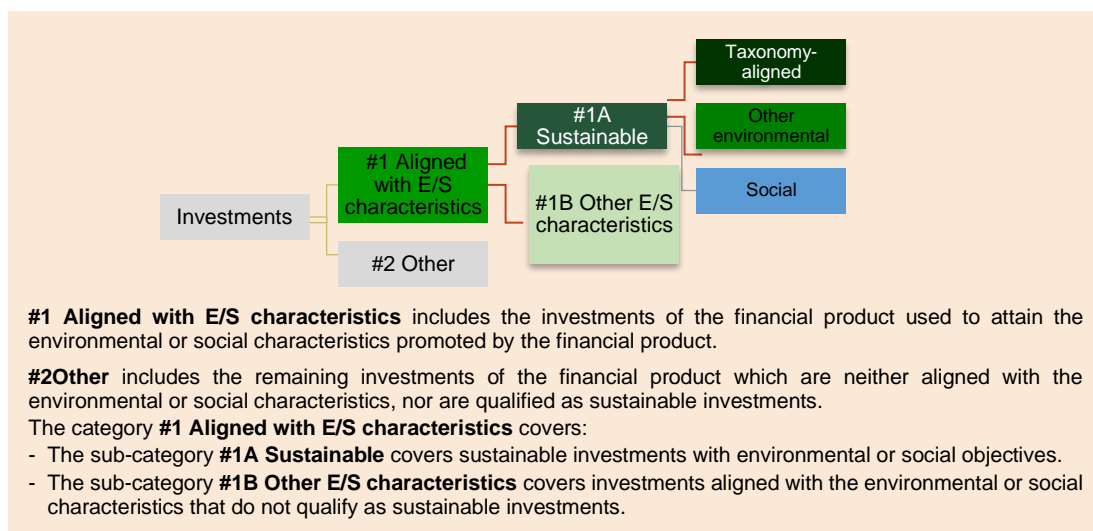 Taxonomy-
aligned
#1A
Sustainable
Other
environmental
#1 Aligned
with E/S
characteristics
Social
#1B Other E/S
characteristics
Investments
#2 Other
#1 Aligned with E/S characteristics includes the investments of the financial product used to attain the
environmental or social characteristics promoted by the financial product.
#2Other includes the remaining investments of the financial product which are neither aligned with the
environmental or social characteristics, nor are qualified as sustainable investments.
The category #1 Aligned with E/S characteristics covers:
- The sub-category #1A Sustainable covers sustainable investments with environmental or social objectives.
- The sub-category #1B Other E/S characteristics covers investments aligned with the environmental or social
characteristics that do not qualify as sustainable investments.